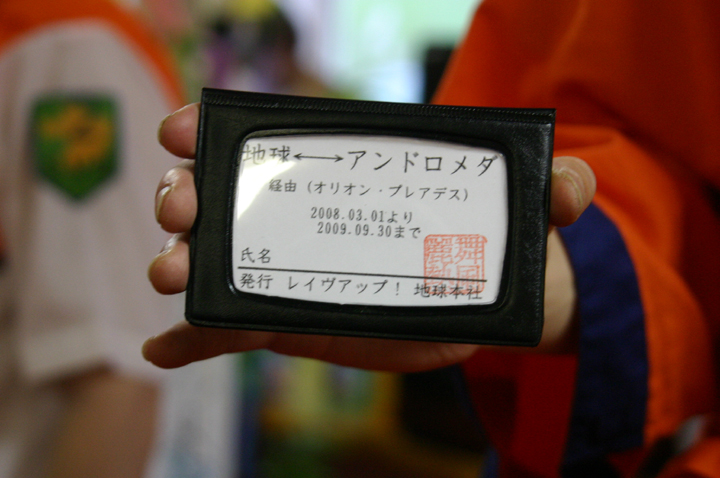 地球←→アンドロメダ
経由(オリオン・プレアデス)
2008.03.01より
2009.09.30まで
氏名
発行 レイヴアップ! 地球本社